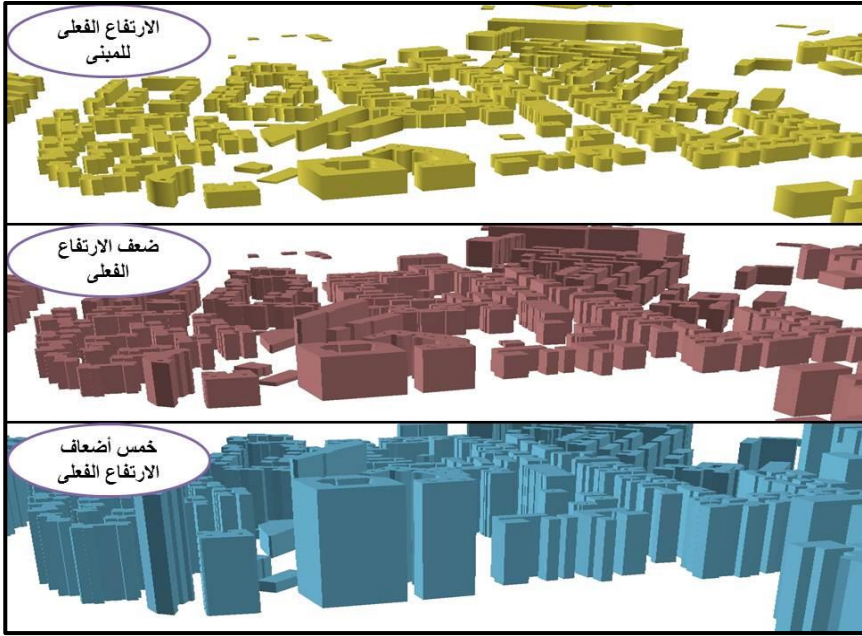 الارتفاع الفعلى
للمبنى
ضعف الارتفاع
الفعلى
خمس أضعاف
الارتفاع الفعلى